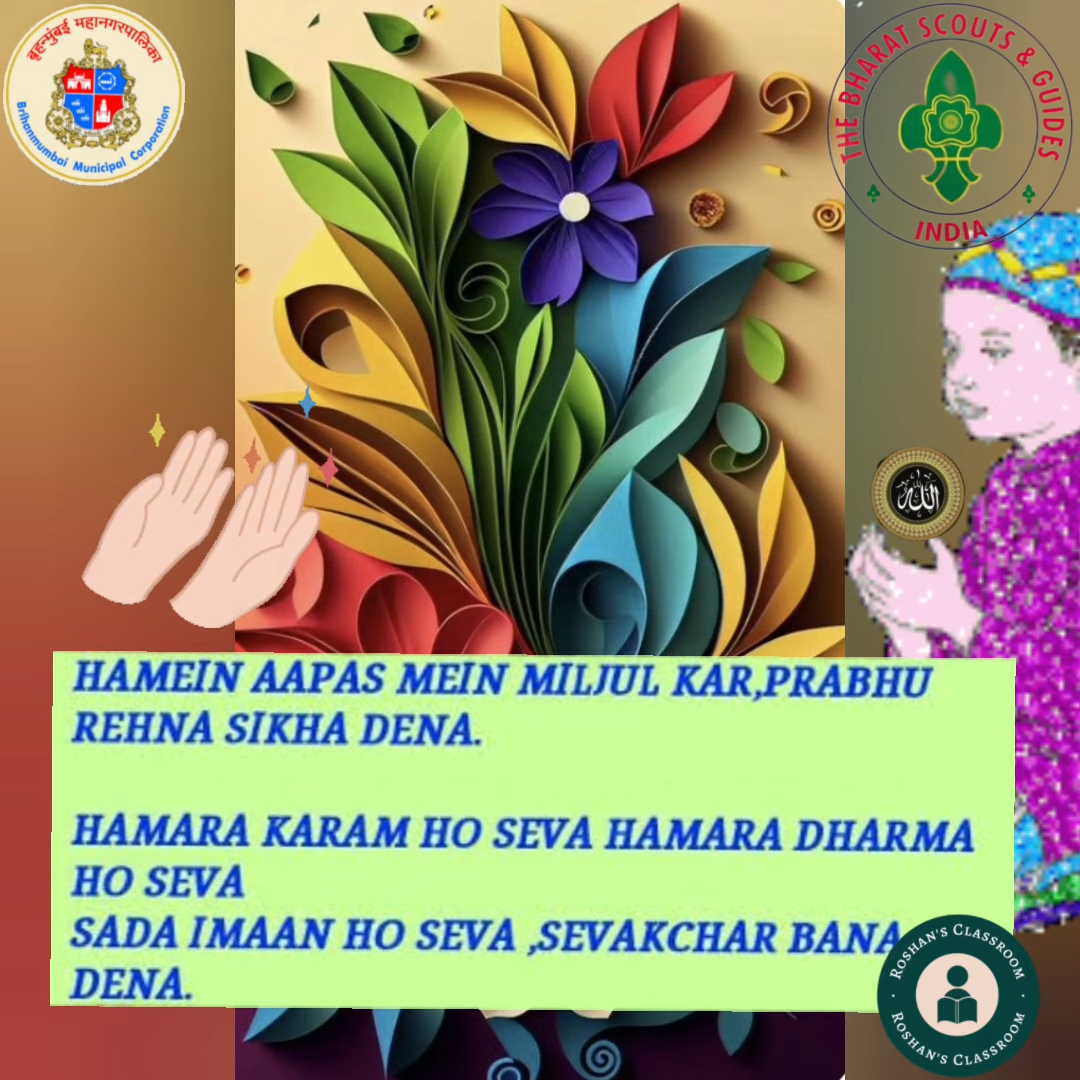 बृहन्मुंबई महानगरपालिका
Brihanmumbai Municipal Corporation
THE BHARAT SCOUTS & GUIDES
INDIA
الله
HAMEIN AAPAS MEIN MILJUL KAR,PRABHU
REHNA SIKHA DENA.
HAMARA KARAM HO SEVA HAMARA DHARMA
HO SEVA
SADA IMAAN HO SEVA ,SEVAKCHAR BANA
DENA.
ROSHAN'S CLASSROOM
ROSHAN'S CLASSROOM